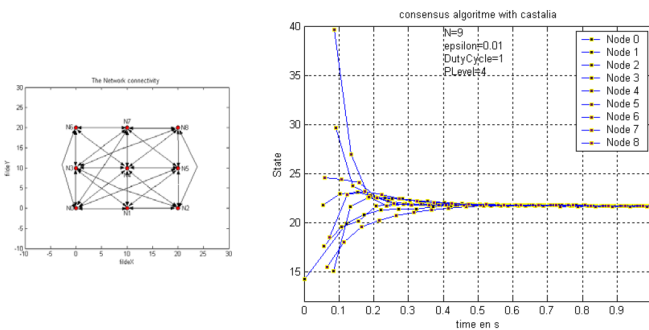 The Network connectivity
30
25
20
15
10
5
0
-5
-10
-10 -5 0 5 10 15 20 25 30
N6 N7 N8
N3 N5
N1 N2
consensus algoritme with castalia
N=9
epsilon=0.01
DutyCycle=1
PLevel=4
Node 0
Node 1
Node 2
Node 3
Node 4
Node 5
Node 6
Node 7
Node 8
State
40
35
30
25
20
15
0 0.1 0.2 0.3 0.4 0.5 0.6 0.7 0.8 0.9
time en s